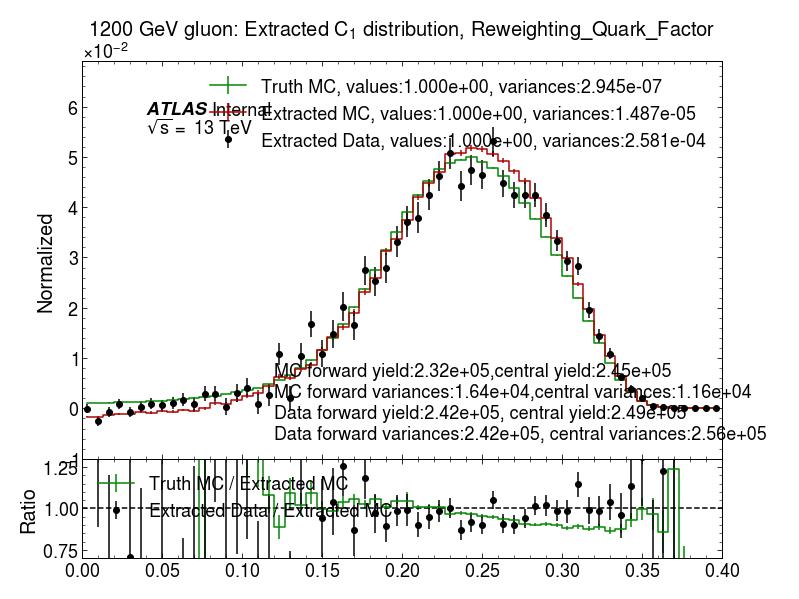 1200 GeV gluon: Extracted C₁ distribution, Reweighting_Quark_Factor
×10⁻²
Truth MC, values:1.000e+00, variances:2.945e-07
ATLAS Internal
Extracted MC, values:1.000e+00, variances:1.487e-05
√s = 13 TeV
Extracted Data, values:1.000e+00, variances:2.581e-04
6
5
4
3
2
1
0
Normalized
MC forward yield:2.32e+05,central yield:2.45e+05
MC forward variances:1.64e+04,central variances:1.16e+04
Data forward yield:2.42e+05, central yield:2.49e+05
Data forward variances:2.42e+05, central variances:2.56e+05
1.25
1.00
0.75
Ratio
Truth MC / Extracted MC
Extracted Data / Extracted MC
0.00 0.05 0.10 0.15 0.20 0.25 0.30 0.35 0.40